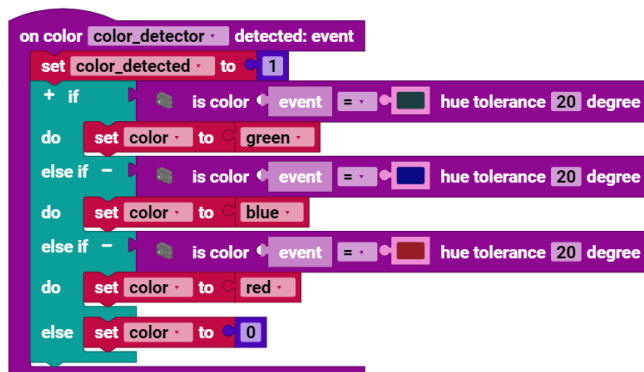 on color color_detector detected: event
set color_detected to 1
+ if is color event = hue tolerance 20 degree
do set color to green
else if - is color event = hue tolerance 20 degree
do set color to blue
else if - is color event = hue tolerance 20 degree
do set color to red
else set color to 0